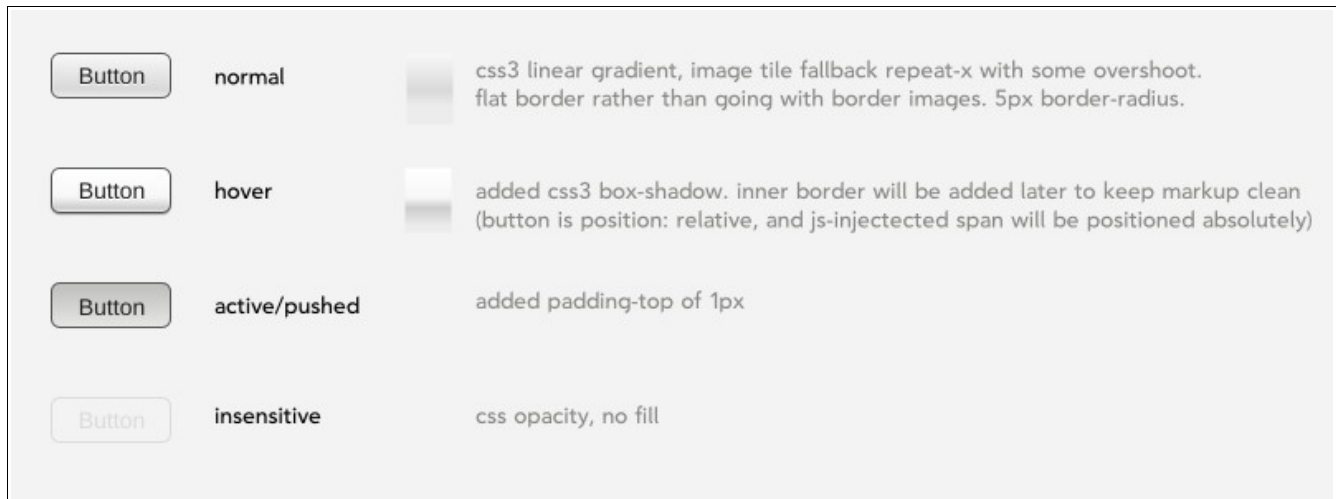 Button normal css3 linear gradient, image tile fallback repeat-x with some overshoot.
flat border rather than going with border images. 5px border-radius.
Button hover added css3 box-shadow. inner border will be added later to keep markup clean
(button is position: relative, and js-injectected span will be positioned absolutely)
Button active/pushed added padding-top of 1px
Button insensitive css opacity, no fill